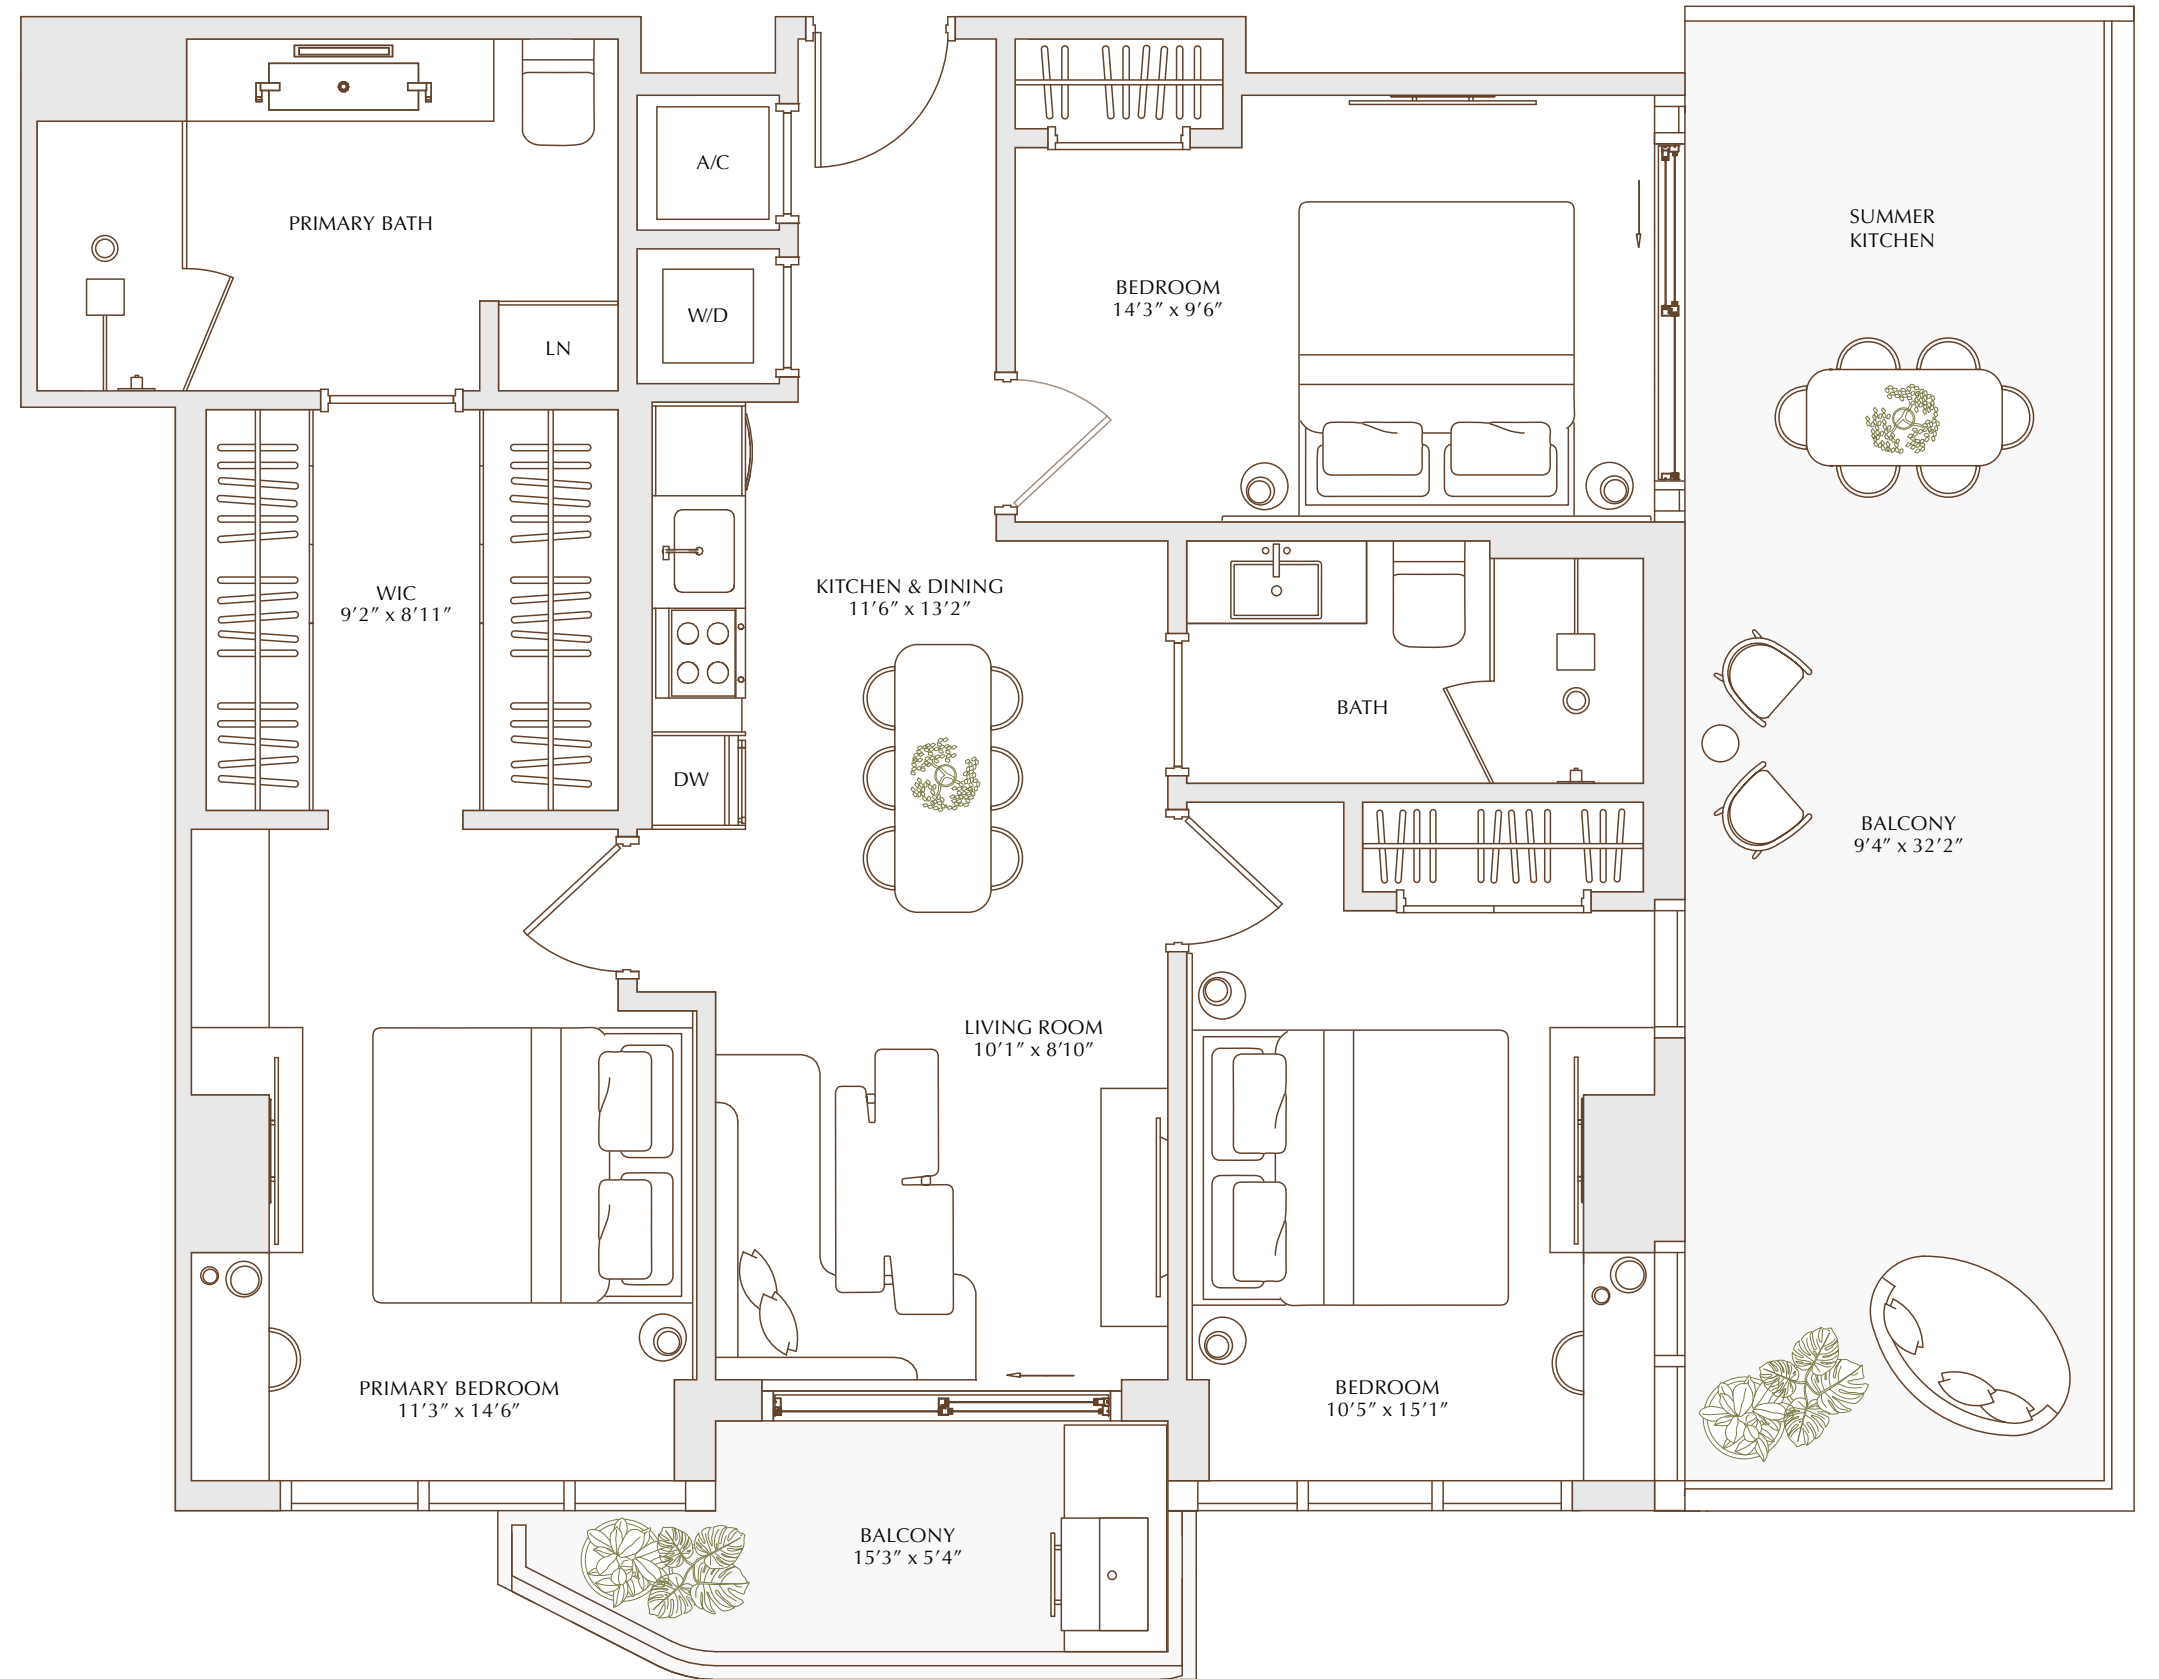 A/C
PRIMARY BATH
SUMMER
KITCHEN
BEDROOM
14'3" x 9'6"
W/D
LN
WIC
9'2" x 8'11"
KITCHEN & DINING
11'6" x 13'2"
BATH
DW
BALCONY
9'4" x 32'2"
LIVING ROOM
10'1" x 8'10"
PRIMARY BEDROOM
11'3" x 14'6"
BEDROOM
10'5" x 15'1"
BALCONY
15'3" x 5'4"